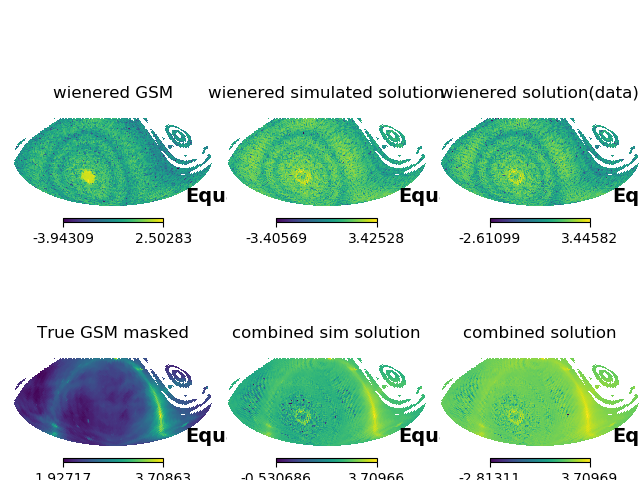 wienered GSM
wienered simulated solution
wienered solution(data)
Equ
Equ
Eq
-3.94309 2.50283
-3.40569 3.42528
-2.61099 3.44582
True GSM masked
combined sim solution
combined solution
Equ
Equ
Eq
1.92717 3.70863
-0.530686 3.70966
-2.81311 3.70969